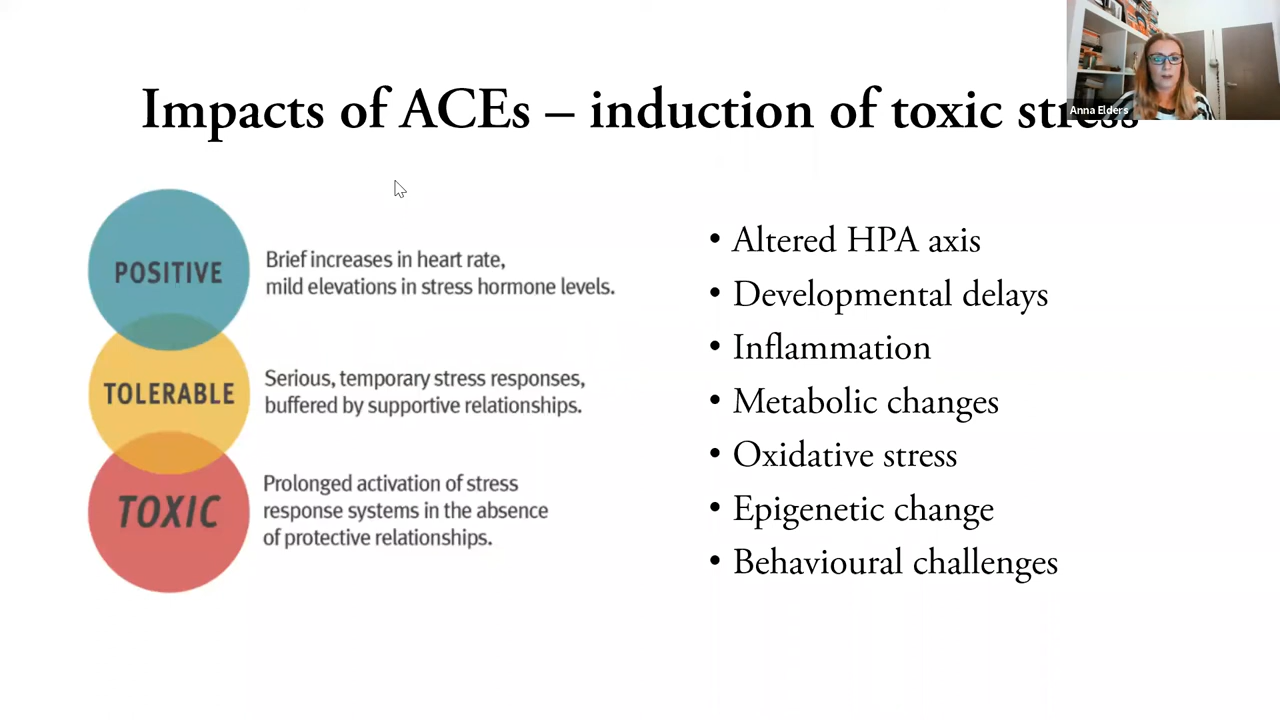 Impacts of ACEs – induction of toxic stress
Anna Elders
POSITIVE
Brief increases in heart rate,
mild elevations in stress hormone levels.
TOLERABLE
Serious, temporary stress responses,
buffered by supportive relationships.
TOXIC
Prolonged activation of stress
response systems in the absence
of protective relationships.
• Altered HPA axis
• Developmental delays
• Inflammation
• Metabolic changes
• Oxidative stress
• Epigenetic change
• Behavioural challenges